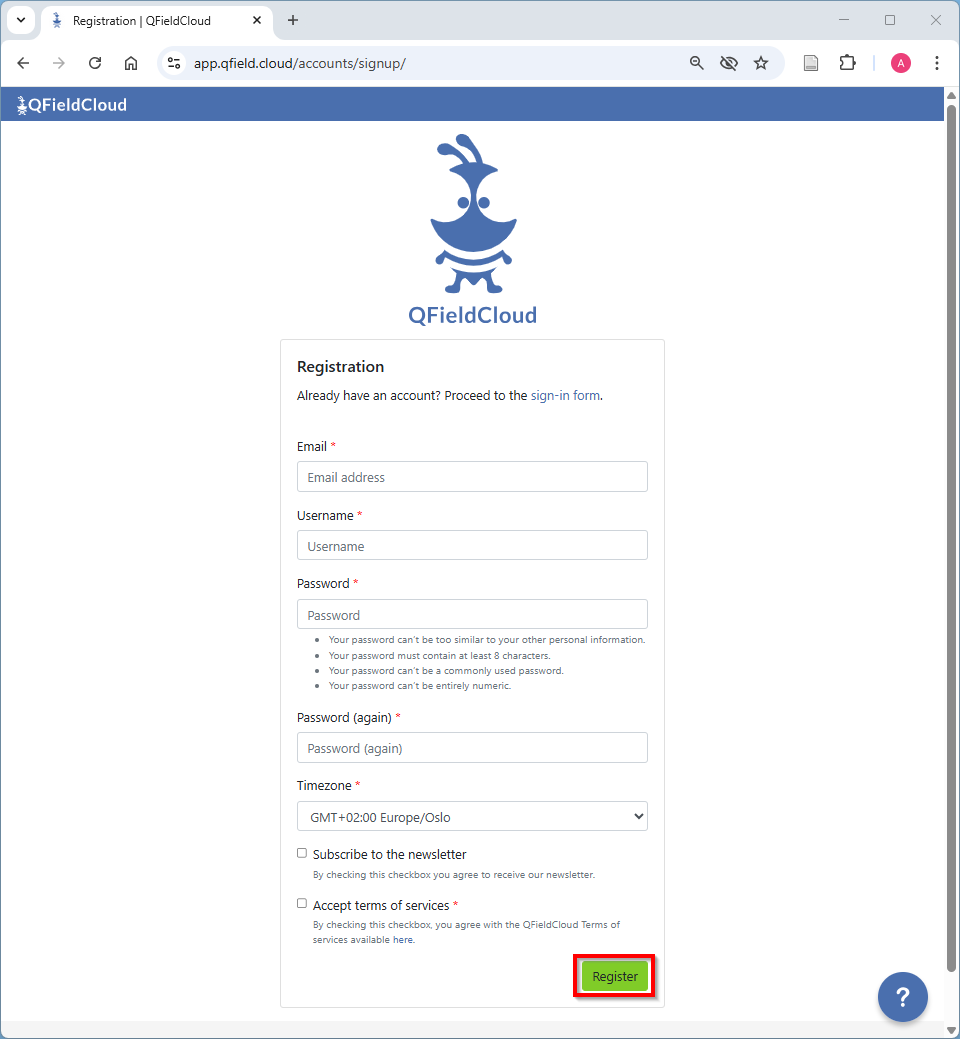 Registration | QFieldCloud
app.qfield.cloud/accounts/signup/
A
QFieldCloud
QFieldCloud
Registration
Already have an account? Proceed to the sign-in form.
Email *
Email address
Username *
Username
Password *
Password
• Your password can't be too similar to your other personal information.
• Your password must contain at least 8 characters.
• Your password can't be a commonly used password.
• Your password can't be entirely numeric.
Password (again) *
Password (again)
Timezone *
GMT+02:00 Europe/Oslo
Subscribe to the newsletter
By checking this checkbox you agree to receive our newsletter.
Accept terms of services *
By checking this checkbox, you agree with the QFieldCloud Terms of
services available here.
Register
?